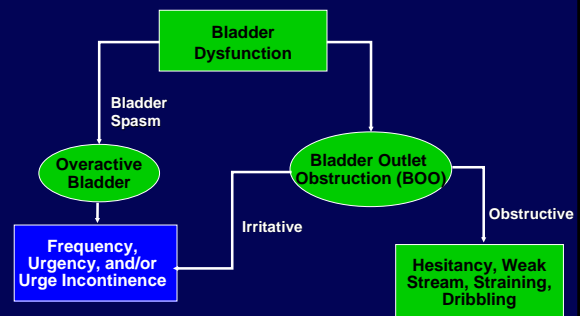 Bladder
Dysfunction
Bladder
Spasm
Overactive
Bladder
Bladder Outlet
Obstruction (BOO)
Irritative
Obstructive
Frequency,
Urgency, and/or
Urge Incontinence
Hesitancy, Weak
Stream, Straining,
Dribbling